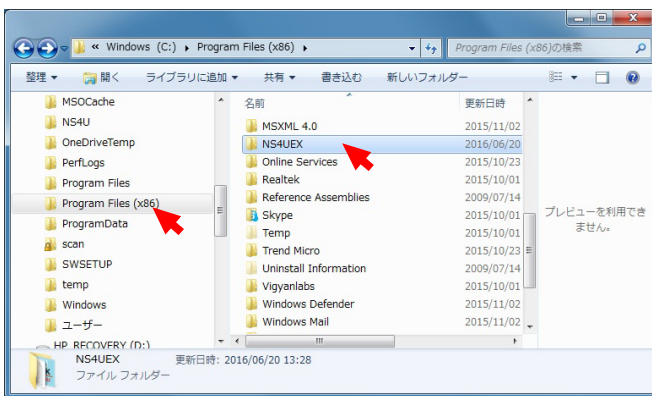 « Windows (C:) ▸ Program Files (x86) ▸
Program Files (x86)の検索
整理 ▼ 開く ライブラリに追加 ▼ 共有 ▼ 書き込む 新しいフォルダー
MSOCache
NS4U
OneDriveTemp
PerfLogs
Program Files
Program Files (x86)
ProgramData
scan
SWSETUP
temp
Windows
ユーザー
HP_RECOVERY (D:)
名前 更新日時
MSXML 4.0 2015/11/02
NS4UEX 2016/06/20
Online Services 2015/10/23
Realtek 2015/10/01
Reference Assemblies 2009/07/14
Skype 2015/10/01
Temp 2015/10/01
Trend Micro 2015/10/23
Uninstall Information 2009/07/14
Vigyanlabs 2015/10/01
Windows Defender 2015/11/02
Windows Mail 2015/11/02
プレビューを利用でき
ません。
NS4UEX 更新日時: 2016/06/20 13:28
ファイル フォルダー